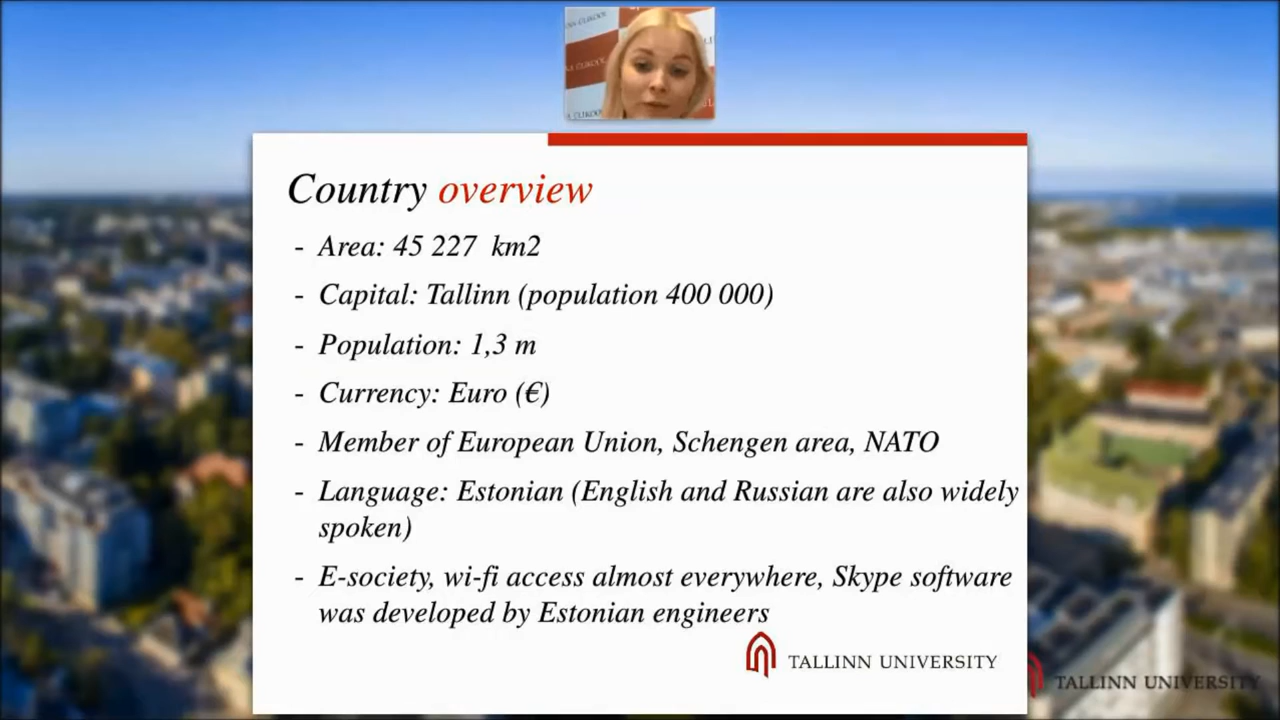 Country overview
- Area: 45 227 km2
- Capital: Tallinn (population 400 000)
- Population: 1,3 m
- Currency: Euro (€)
- Member of European Union, Schengen area, NATO
- Language: Estonian (English and Russian are also widely
spoken)
- E-society, wi-fi access almost everywhere, Skype software
was developed by Estonian engineers
TALLINN UNIVERSITY
TALLINN UNIVERSITY